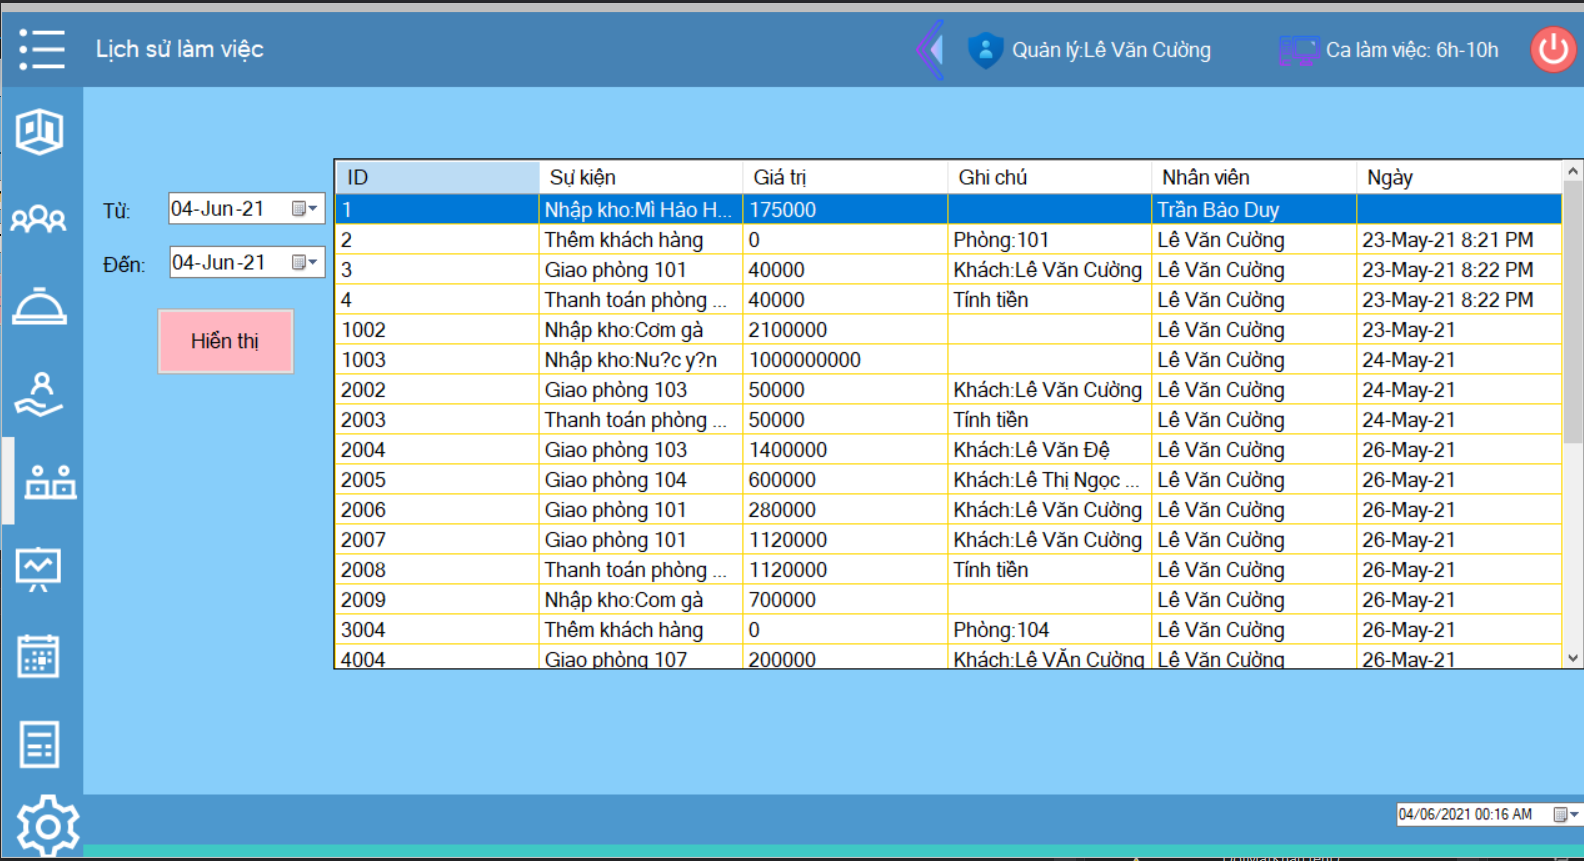 Lịch sử làm việc
Quản lý:Lê Văn Cường
Ca làm việc: 6h-10h
Từ:
04-Jun-21
Đến:
04-Jun-21
Hiển thị
ID Sự kiện Giá trị Ghi chú Nhân viên Ngày
1 Nhập kho:Mì Hảo H... 175000 Trần Bảo Duy
2 Thêm khách hàng 0 Phòng:101 Lê Văn Cường 23-May-21 8:21 PM
3 Giao phòng 101 40000 Khách:Lê Văn Cường Lê Văn Cường 23-May-21 8:22 PM
4 Thanh toán phòng ... 40000 Tính tiền Lê Văn Cường 23-May-21 8:22 PM
1002 Nhập kho:Cơm gà 2100000 Lê Văn Cường 23-May-21
1003 Nhập kho:Nu?c y?n 1000000000 Lê Văn Cường 24-May-21
2002 Giao phòng 103 50000 Khách:Lê Văn Cường Lê Văn Cường 24-May-21
2003 Thanh toán phòng ... 50000 Tính tiền Lê Văn Cường 24-May-21
2004 Giao phòng 103 1400000 Khách:Lê Văn Đệ Lê Văn Cường 26-May-21
2005 Giao phòng 104 600000 Khách:Lê Thị Ngọc ... Lê Văn Cường 26-May-21
2006 Giao phòng 101 280000 Khách:Lê Văn Cường Lê Văn Cường 26-May-21
2007 Giao phòng 101 1120000 Khách:Lê Văn Cường Lê Văn Cường 26-May-21
2008 Thanh toán phòng ... 1120000 Tính tiền Lê Văn Cường 26-May-21
2009 Nhập kho:Com gà 700000 Lê Văn Cường 26-May-21
3004 Thêm khách hàng 0 Phòng:104 Lê Văn Cường 26-May-21
4004 Giao phòng 107 200000 Khách:Lê VĂn Cường Lê Văn Cường 26-May-21
04/06/2021 00:16 AM